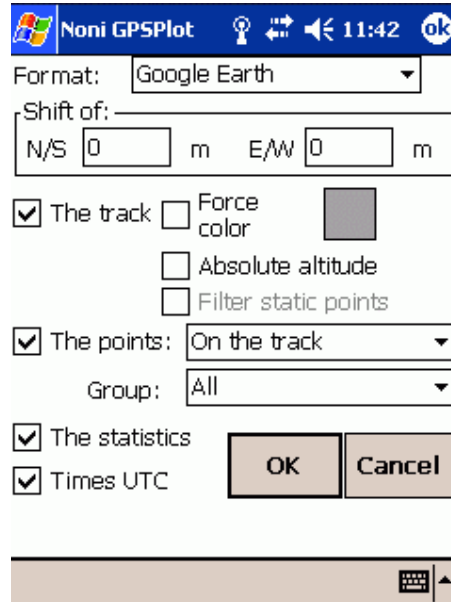 Noni GPSPlot 11:42 ok
Format: Google Earth
Shift of:
N/S 0 m E/W 0 m
The track Force color
Absolute altitude
Filter static points
The points: On the track
Group: All
The statistics
Times UTC
OK Cancel